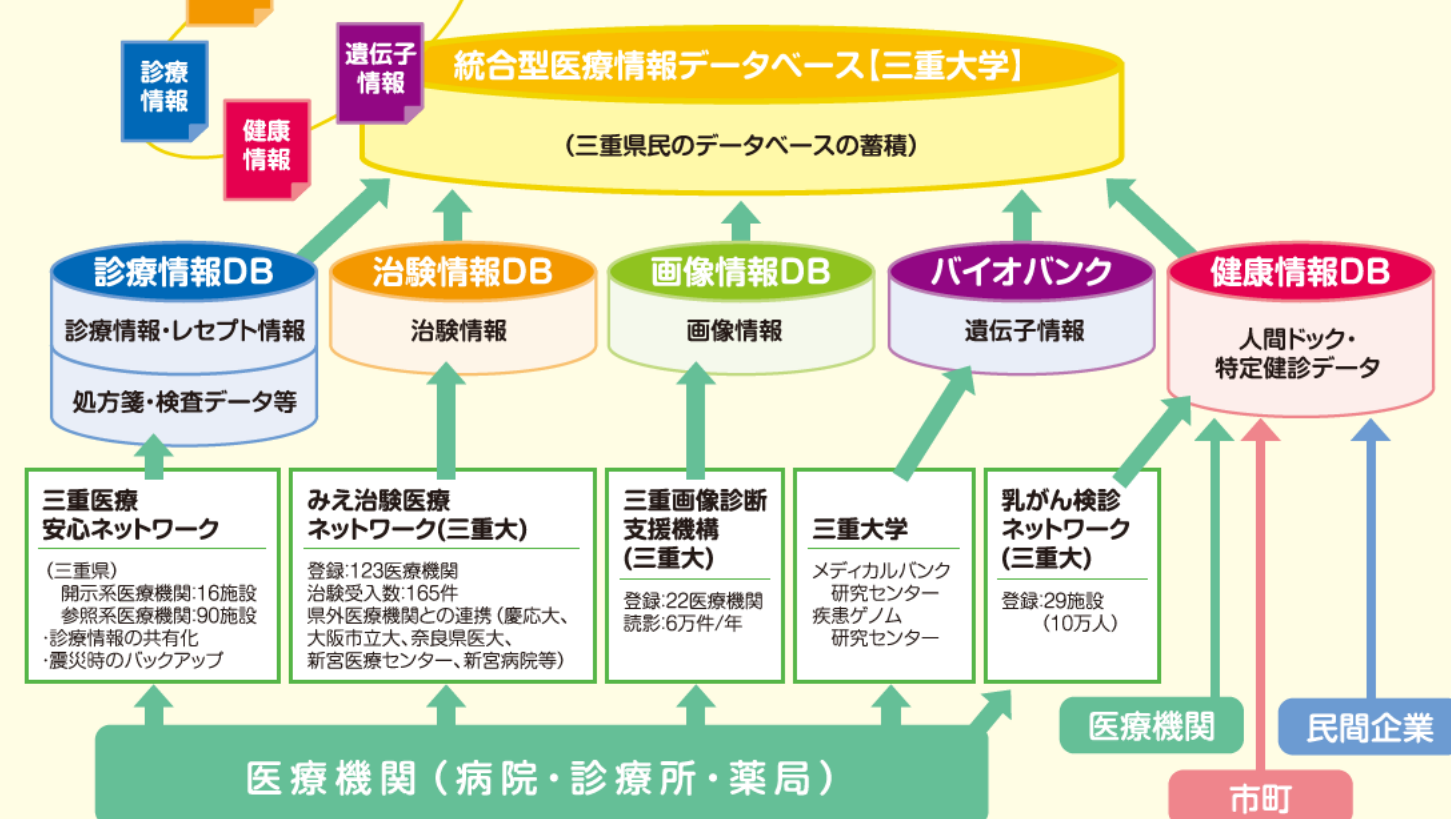 診療
情報
健康
情報
遺伝子
情報
統合型医療情報データベース【三重大学】
(三重県民のデータベースの蓄積)
診療情報DB
診療情報・レセプト情報
処方箋・検査データ等
治験情報DB
治験情報
画像情報DB
画像情報
バイオバンク
遺伝子情報
健康情報DB
人間ドック・
特定健診データ
三重医療
安心ネットワーク
(三重県)
開示系医療機関:16施設
参照系医療機関:90施設
・診療情報の共有化
・震災時のバックアップ
みえ治験医療
ネットワーク(三重大)
登録:123医療機関
治験受入数:165件
県外医療機関との連携(慶応大、
大阪市立大、奈良県医大、
新宮医療センター、新宮病院等)
三重画像診断
支援機構
(三重大)
登録:22医療機関
読影:6万件/年
三重大学
メディカルバンク
研究センター
疾患ゲノム
研究センター
乳がん検診
ネットワーク
(三重大)
登録:29施設
(10万人)
医療機関(病院・診療所・薬局)
医療機関
市町
民間企業